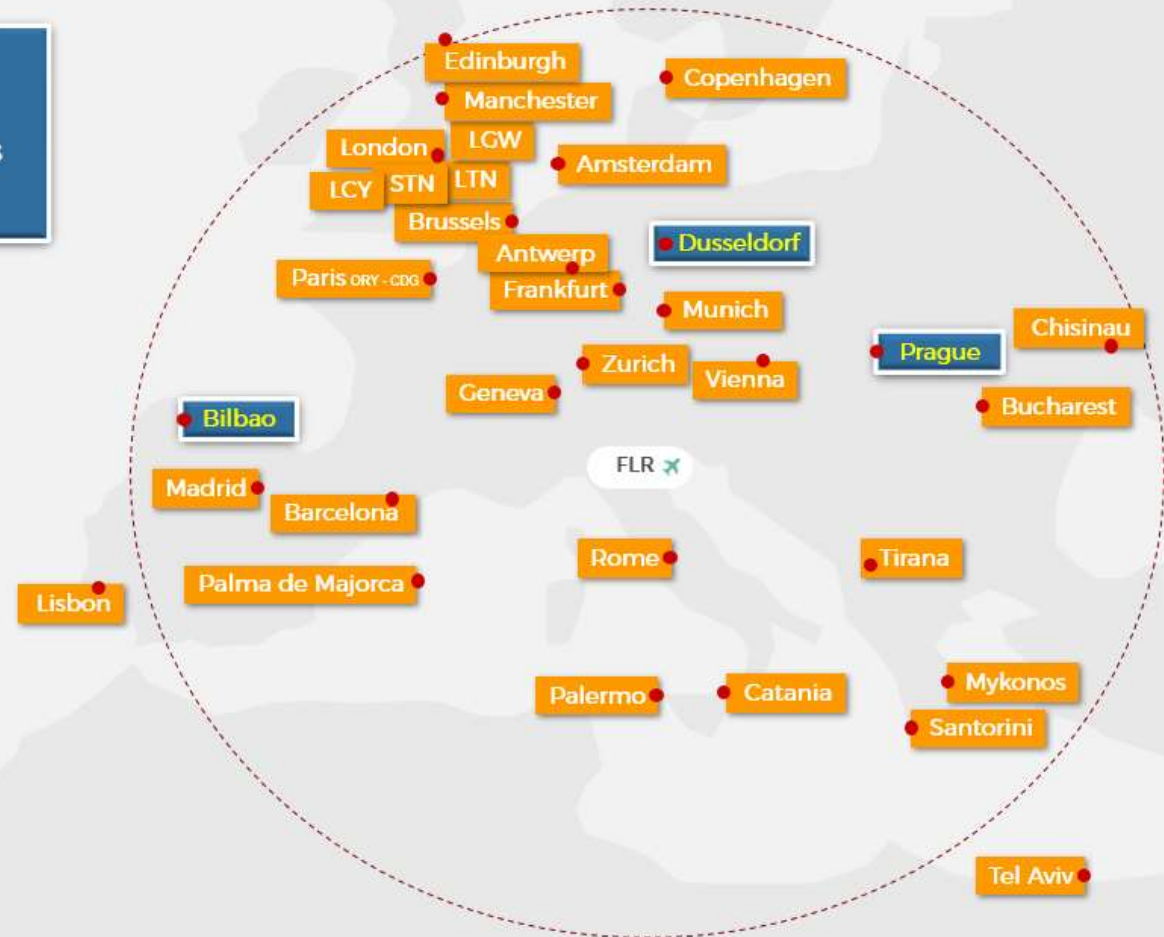 s
Edinburgh
Copenhagen
Manchester
LGW
London
Amsterdam
LCY
STN
LTN
Brussels
Dusseldorf
Antwerp
Paris ORY - CDG
Frankfurt
Munich
Chisinau
Prague
Zurich
Vienna
Geneva
Bucharest
Bilbao
FLR
Madrid
Barcelona
Rome
Tirana
Palma de Majorca
Lisbon
Mykonos
Palermo
Catania
Santorini
Tel Aviv